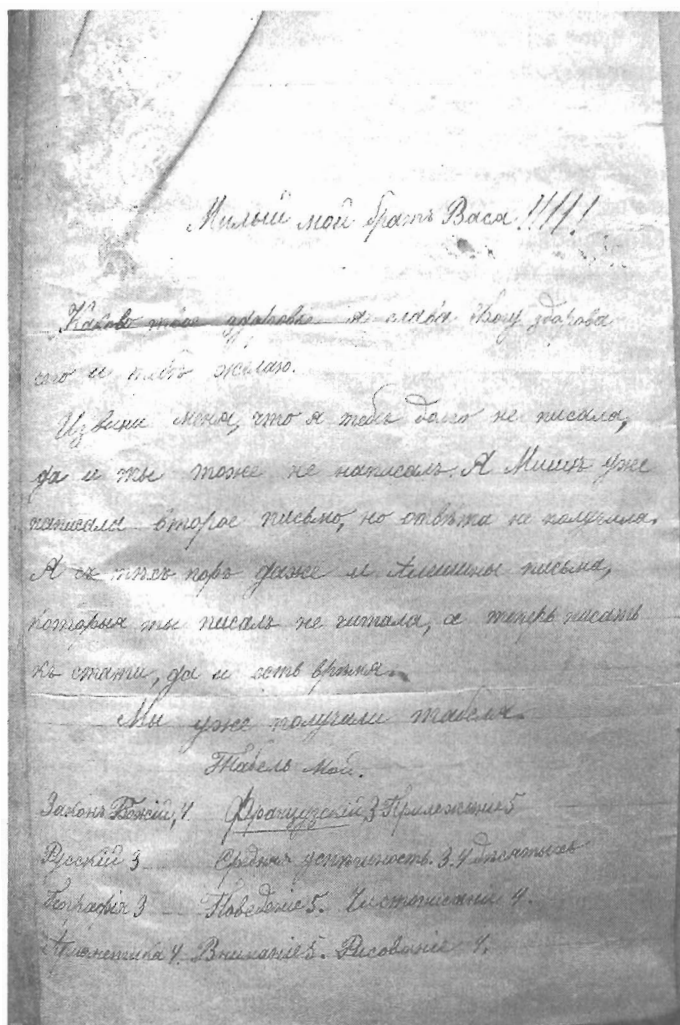 Милый мой братъ Вася!!!!!
Каково твое здоровье я слава Богу здорова
чего и тебѣ желаю.
Извини меня, что я тебѣ долго не писала,
да и ты тоже не написалъ. А Мишѣ уже
написала второе письмо, но отвѣта не получила.
А съ тѣхъ поръ даже и Алешины письма,
которыя ты писалъ не читала, а теперь писать
къ стати, да и есть время.
Мы уже получали табеля.
Табель Мой.
Законъ Божій, 4. Французскій 3 Прилежаніе 5
Русскій 3 Средняя успешность. 3.4 десятыхъ
Географія 3 Поведеніе 5. Чистописаніе 4.
Арифметика 4. Вниманіе 5. Рисованіе 4.